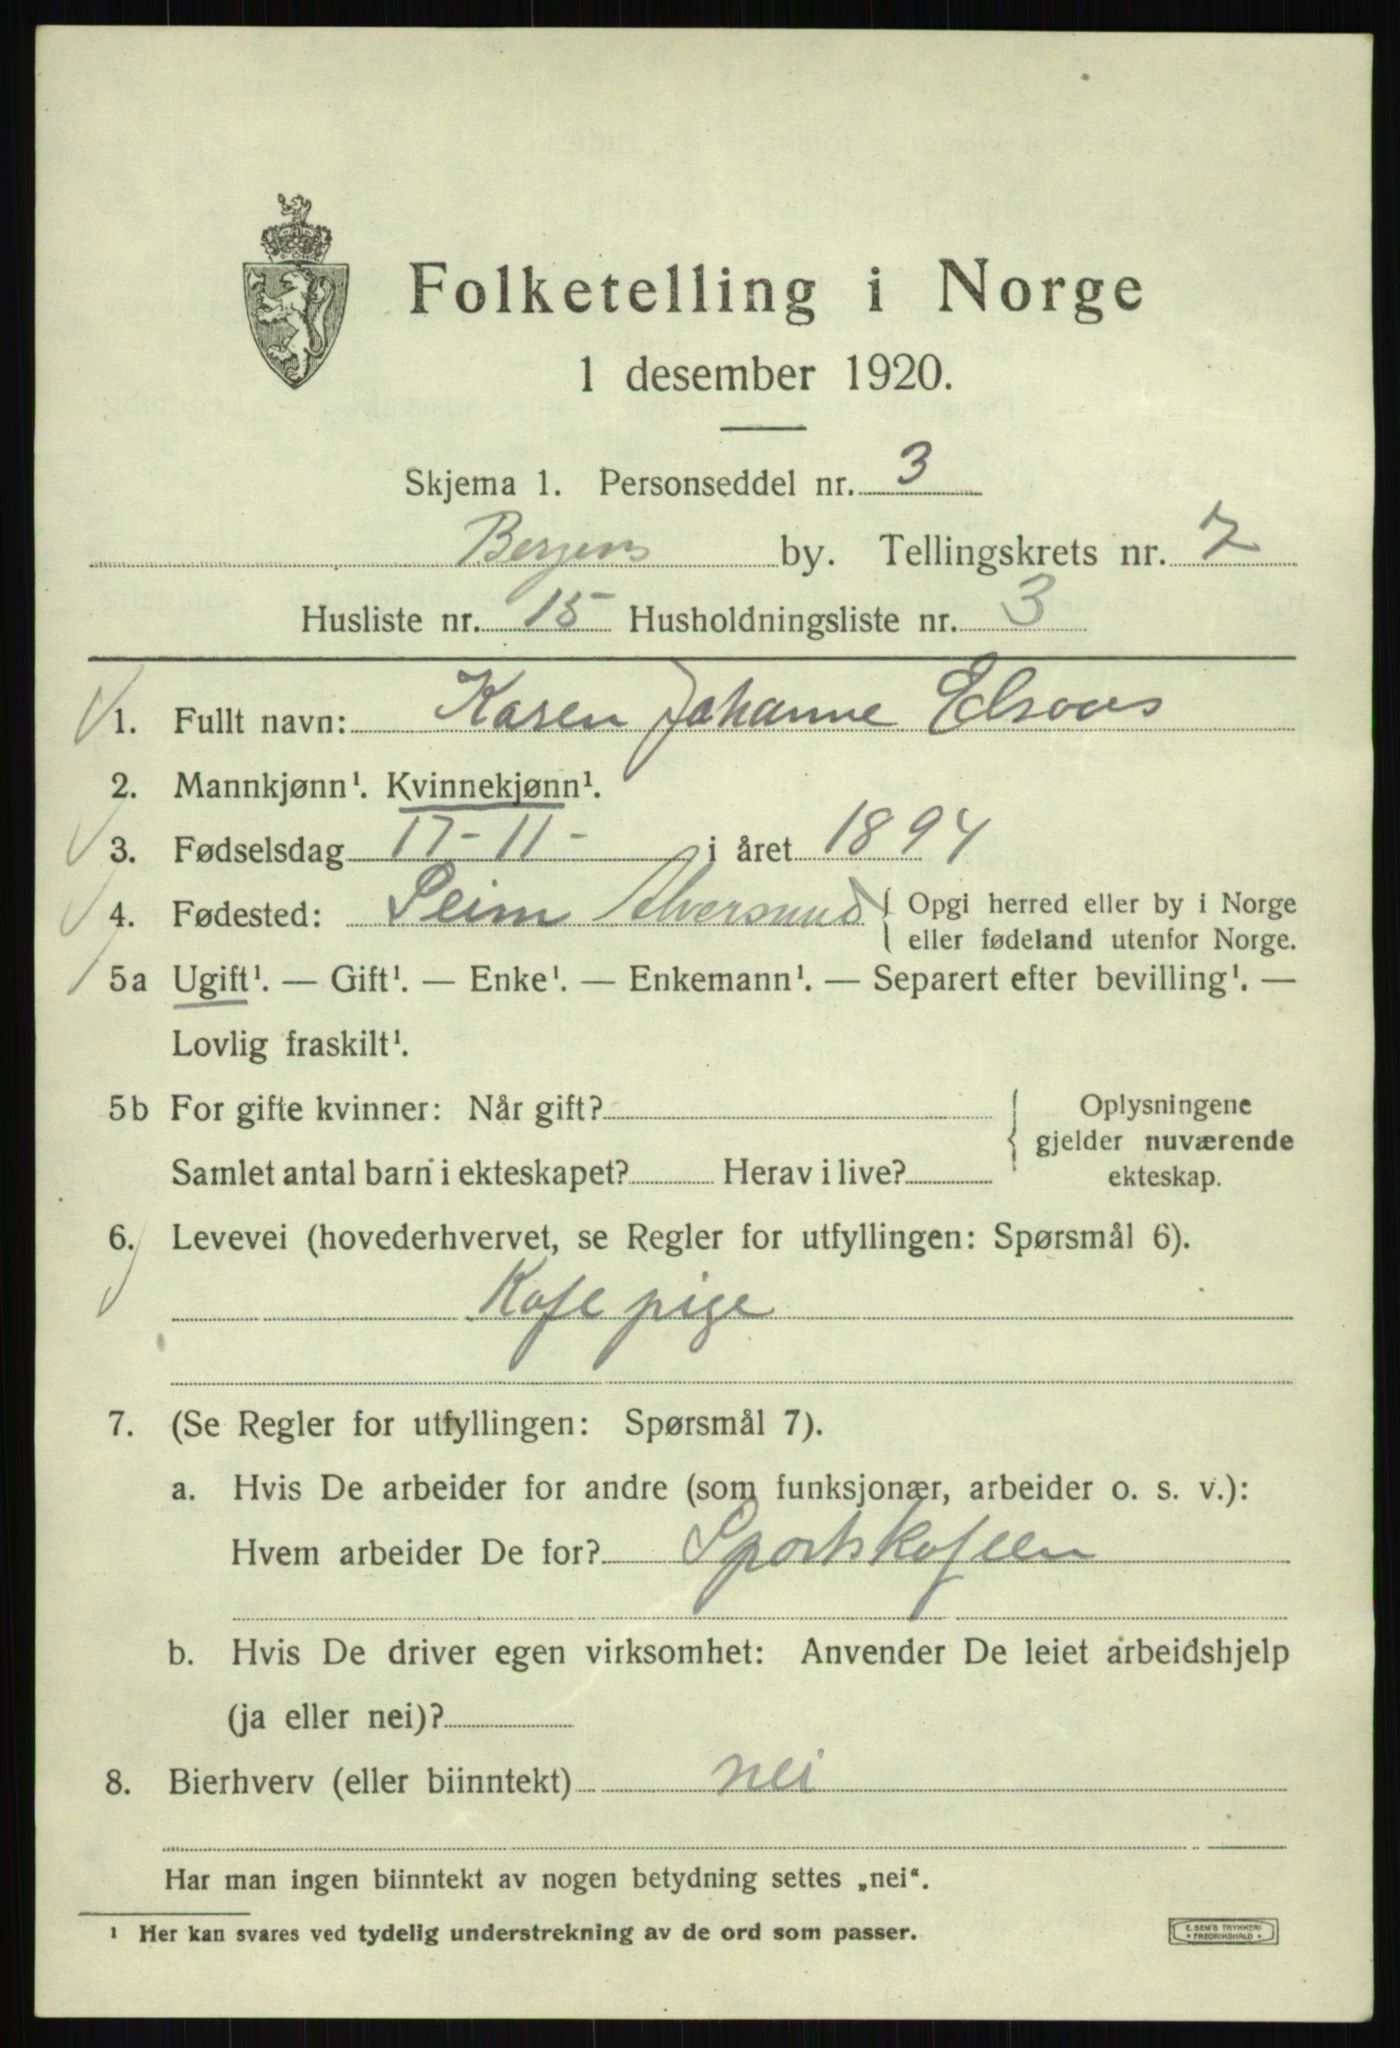 Folketelling i Norge
1 desember 1920.
Skjema 1. Personseddel nr. 3
Bergens by. Tellingskrets nr. 7
Husliste nr. 15 Husholdningsliste nr. 3
1. Fullt navn: Karen Johanne Elsaas
2. Mannkjønn¹. Kvinnekjønn¹.
3. Fødselsdag 17-11- i året 1894
4. Fødested: Seim Alversund { Opgi herred eller by i Norge
eller fødeland utenfor Norge.
5a Ugift¹. — Gift¹. — Enke¹. — Enkemann¹. — Separert efter bevilling¹. —
Lovlig fraskilt¹.
5b For gifte kvinner: Når gift? { Oplysningene
gjelder nuværende
Samlet antal barn i ekteskapet? Herav i live? ekteskap.
6. Levevei (hovederhvervet, se Regler for utfyllingen: Spørsmål 6).
Kafe pige
7. (Se Regler for utfyllingen: Spørsmål 7).
a. Hvis De arbeider for andre (som funksjonær, arbeider o. s. v.):
Hvem arbeider De for? Sportskafeen
b. Hvis De driver egen virksomhet: Anvender De leiet arbeidshjelp
(ja eller nei)?
8. Bierhverv (eller biinntekt) nei
Har man ingen biinntekt av nogen betydning settes „nei“.
¹ Her kan svares ved tydelig understrekning av de ord som passer.
E. SEM'S TRYKKERI
FREDRIKSHALD